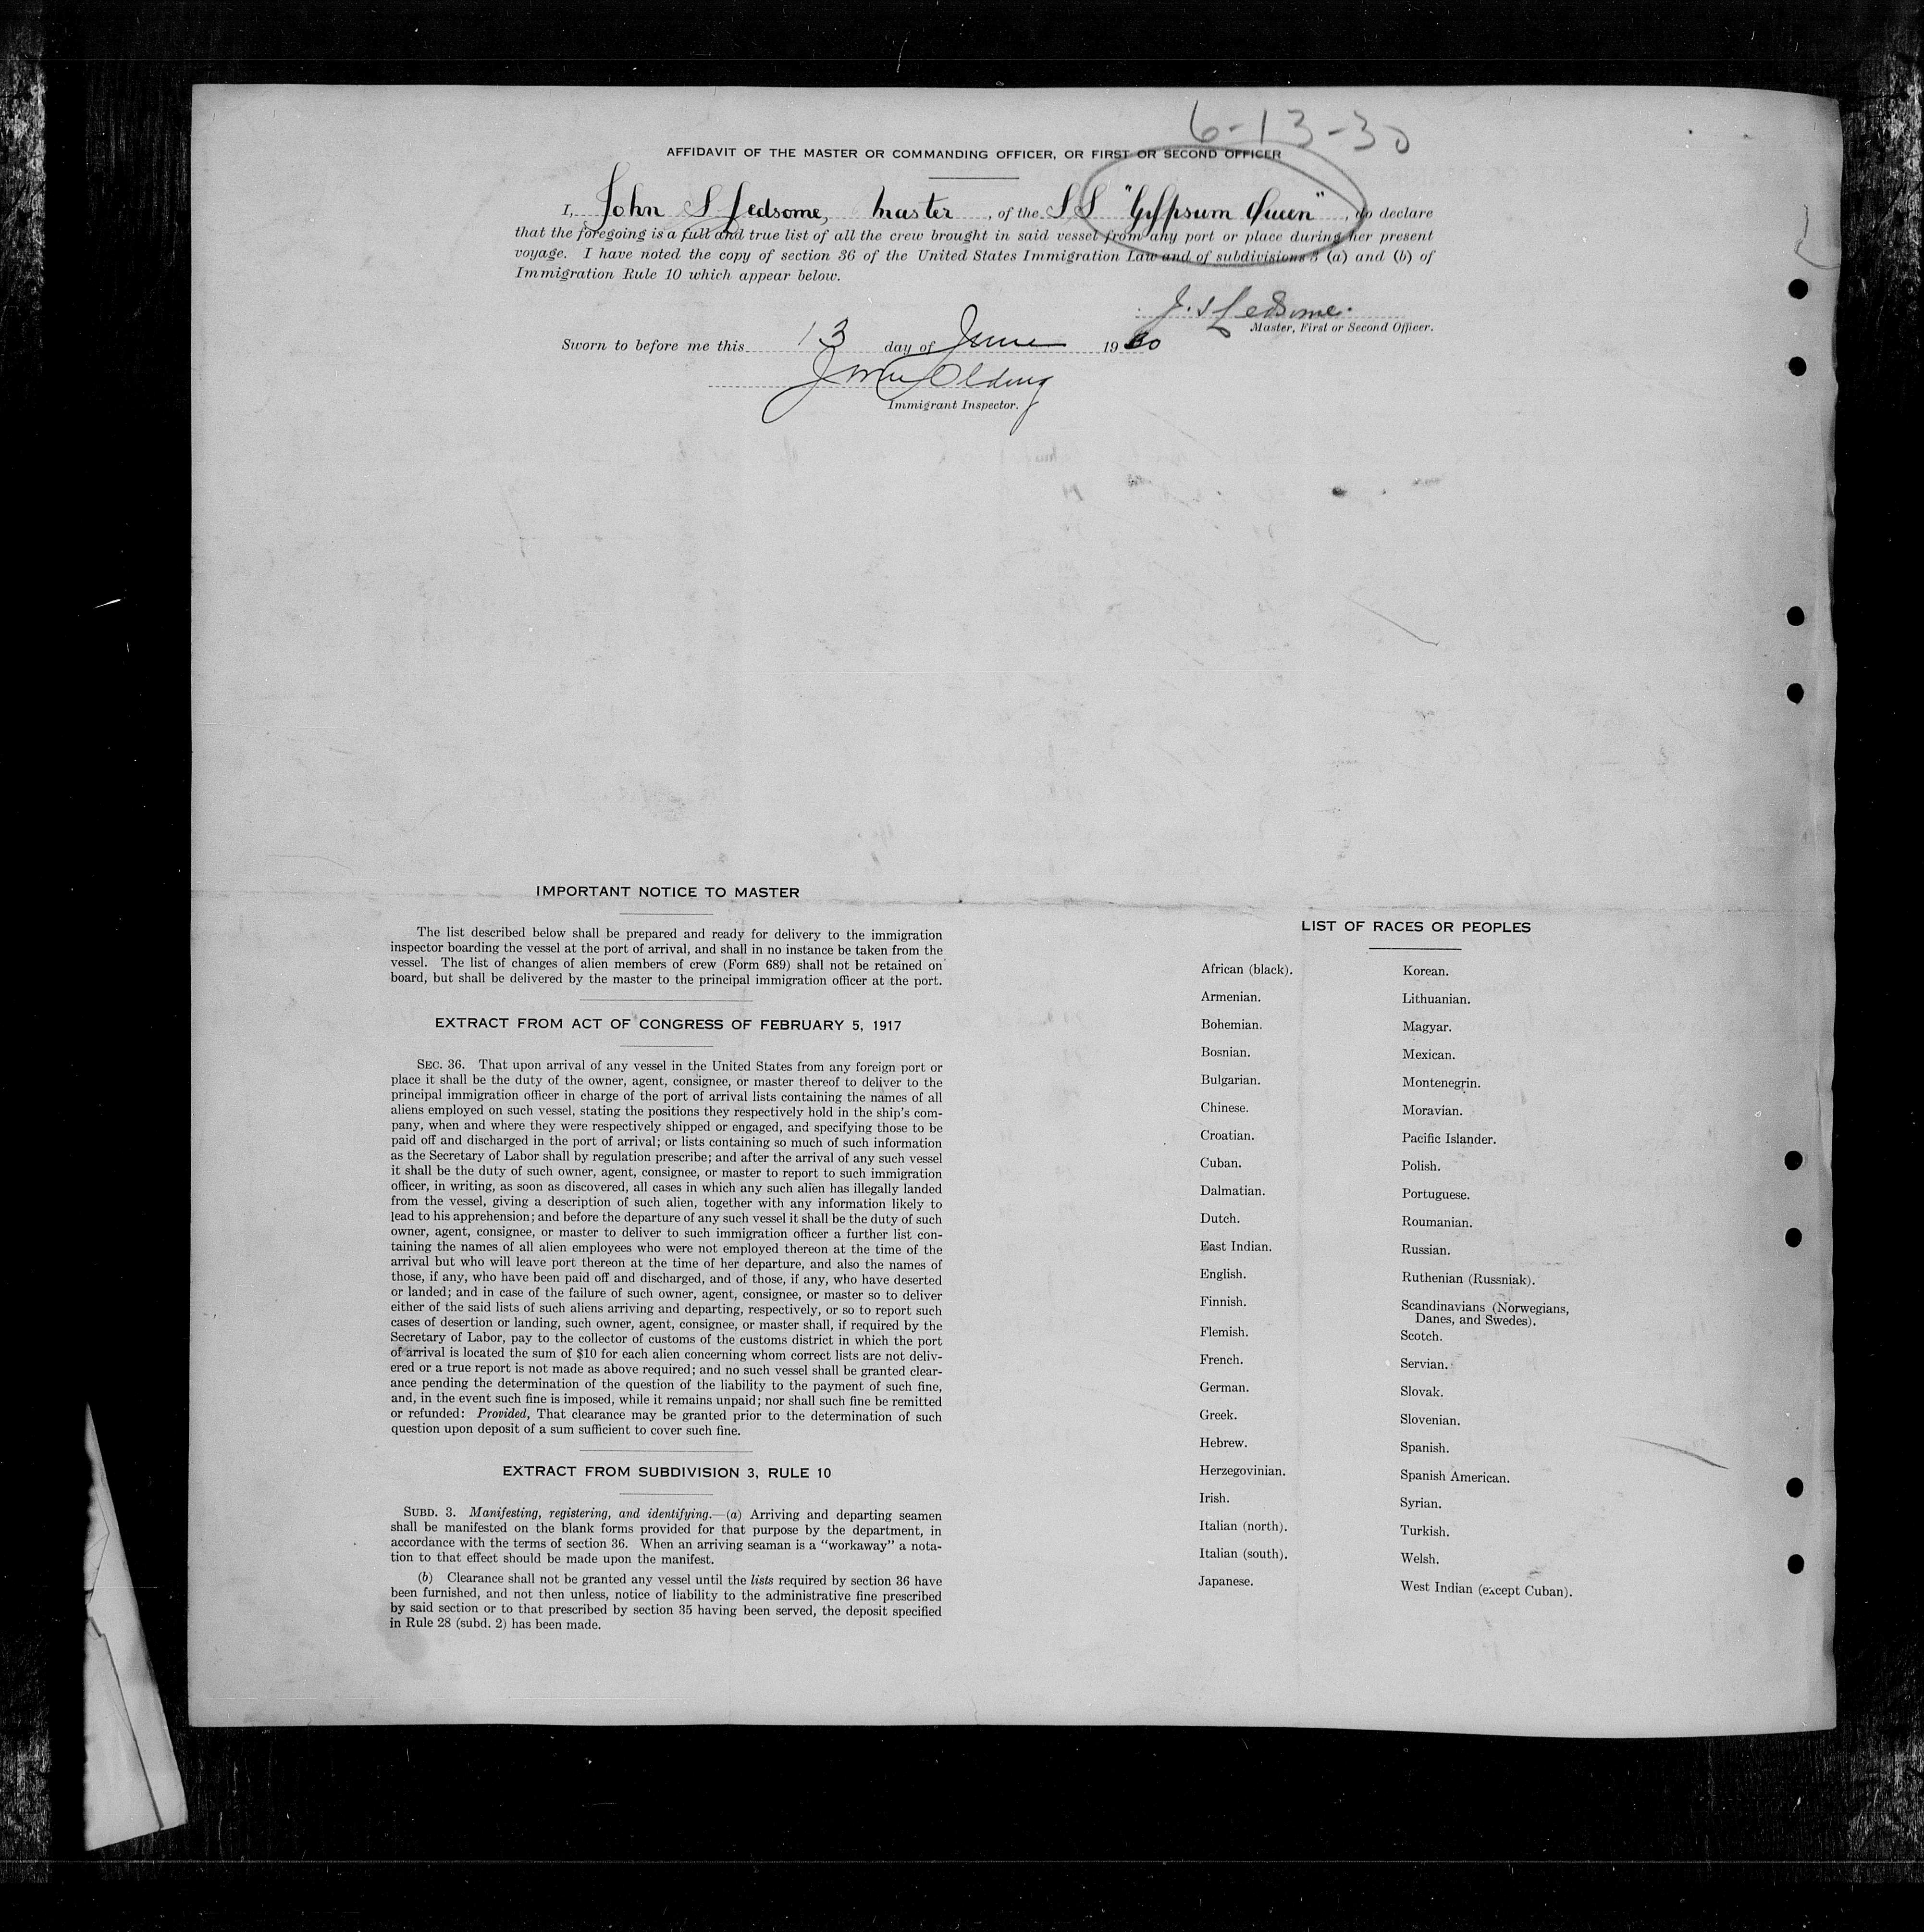 6-13-30
AFFIDAVIT OF THE MASTER OR COMMANDING OFFICER, OR FIRST OR SECOND OFFICER
I, John S Ledsome, Master, of the SS "Gypsum Queen", do declare
that the foregoing is a full and true list of all the crew brought in said vessel from any port or place during her present
voyage. I have noted the copy of section 36 of the United States Immigration Law and of subdivisions 3 (a) and (b) of
Immigration Rule 10 which appear below.
J. S Ledsome.
Master, First or Second Officer.
Sworn to before me this 13 day of June 1930
Olding
Immigrant Inspector.
IMPORTANT NOTICE TO MASTER
The list described below shall be prepared and ready for delivery to the immigration
inspector boarding the vessel at the port of arrival, and shall in no instance be taken from the
vessel. The list of changes of alien members of crew (Form 689) shall not be retained on
board, but shall be delivered by the master to the principal immigration officer at the port.
EXTRACT FROM ACT OF CONGRESS OF FEBRUARY 5, 1917
SEC. 36. That upon arrival of any vessel in the United States from any foreign port or
place it shall be the duty of the owner, agent, consignee, or master thereof to deliver to the
principal immigration officer in charge of the port of arrival lists containing the names of all
aliens employed on such vessel, stating the positions they respectively hold in the ship's com-
pany, when and where they were respectively shipped or engaged, and specifying those to be
paid off and discharged in the port of arrival; or lists containing so much of such information
as the Secretary of Labor shall by regulation prescribe; and after the arrival of any such vessel
it shall be the duty of such owner, agent, consignee, or master to report to such immigration
officer, in writing, as soon as discovered, all cases in which any such alien has illegally landed
from the vessel, giving a description of such alien, together with any information likely to
lead to his apprehension; and before the departure of any such vessel it shall be the duty of such
owner, agent, consignee, or master to deliver to such immigration officer a further list con-
taining the names of all alien employees who were not employed thereon at the time of the
arrival but who will leave port thereon at the time of her departure, and also the names of
those, if any, who have been paid off and discharged, and of those, if any, who have deserted
or landed; and in case of the failure of such owner, agent, consignee, or master so to deliver
either of the said lists of such aliens arriving and departing, respectively, or so to report such
cases of desertion or landing, such owner, agent, consignee, or master shall, if required by the
Secretary of Labor, pay to the collector of customs of the customs district in which the port
of arrival is located the sum of $10 for each alien concerning whom correct lists are not deliv-
ered or a true report is not made as above required; and no such vessel shall be granted clear-
ance pending the determination of the question of the liability to the payment of such fine,
and, in the event such fine is imposed, while it remains unpaid; nor shall such fine be remitted
or refunded: Provided, That clearance may be granted prior to the determination of such
question upon deposit of a sum sufficient to cover such fine.
EXTRACT FROM SUBDIVISION 3, RULE 10
SUBD. 3. Manifesting, registering, and identifying.—(a) Arriving and departing seamen
shall be manifested on the blank forms provided for that purpose by the department, in
accordance with the terms of section 36. When an arriving seaman is a "workaway" a nota-
tion to that effect should be made upon the manifest.
(b) Clearance shall not be granted any vessel until the lists required by section 36 have
been furnished, and not then unless, notice of liability to the administrative fine prescribed
by said section or to that prescribed by section 35 having been served, the deposit specified
in Rule 28 (subd. 2) has been made.
LIST OF RACES OR PEOPLES
African (black).
Armenian.
Bohemian.
Bosnian.
Bulgarian.
Chinese.
Croatian.
Cuban.
Dalmatian.
Dutch.
East Indian.
English.
Finnish.
Flemish.
French.
German.
Greek.
Hebrew.
Herzegovinian.
Irish.
Italian (north).
Italian (south).
Japanese.
Korean.
Lithuanian.
Magyar.
Mexican.
Montenegrin.
Moravian.
Pacific Islander.
Polish.
Portuguese.
Roumanian.
Russian.
Ruthenian (Russniak).
Scandinavians (Norwegians,
Danes, and Swedes).
Scotch.
Servian.
Slovak.
Slovenian.
Spanish.
Spanish American.
Syrian.
Turkish.
Welsh.
West Indian (except Cuban).